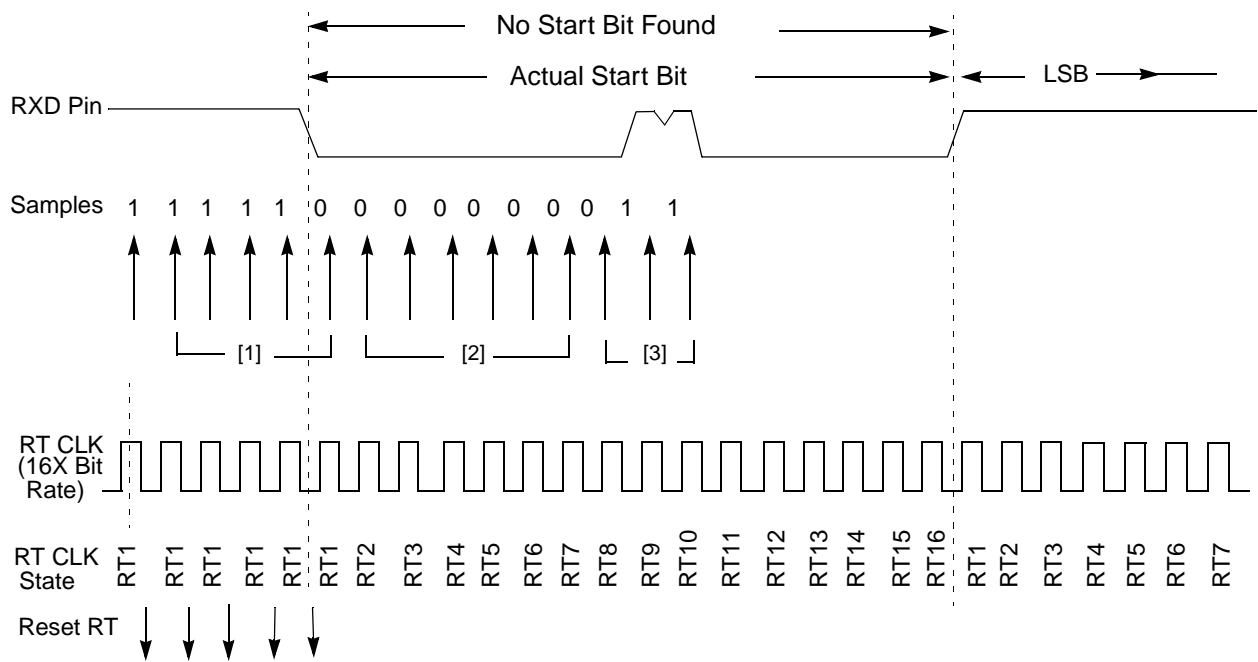 No Start Bit Found
Actual Start Bit
LSB
RXD Pin
Samples 1 1 1 1 1 0 0 0 0 0 0 0 0 1 1
[1] [2] [3]
RT CLK
(16X Bit
Rate)
RT CLK
State
RT1 RT1 RT1 RT1 RT1 RT1 RT2 RT3 RT4 RT5 RT6 RT7 RT8 RT9 RT10 RT11 RT12 RT13 RT14 RT15 RT16 RT1 RT2 RT3 RT4 RT5 RT6 RT7
Reset RT